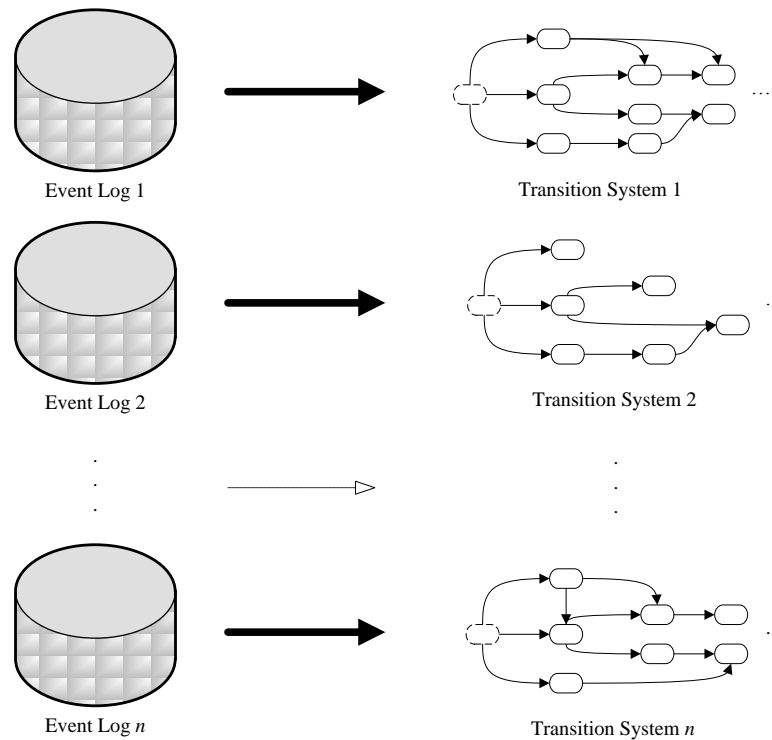 Event Log 1
Transition System 1
...
Event Log 2
Transition System 2
.
.
.
.
.
.
.
Event Log n
Transition System n
.